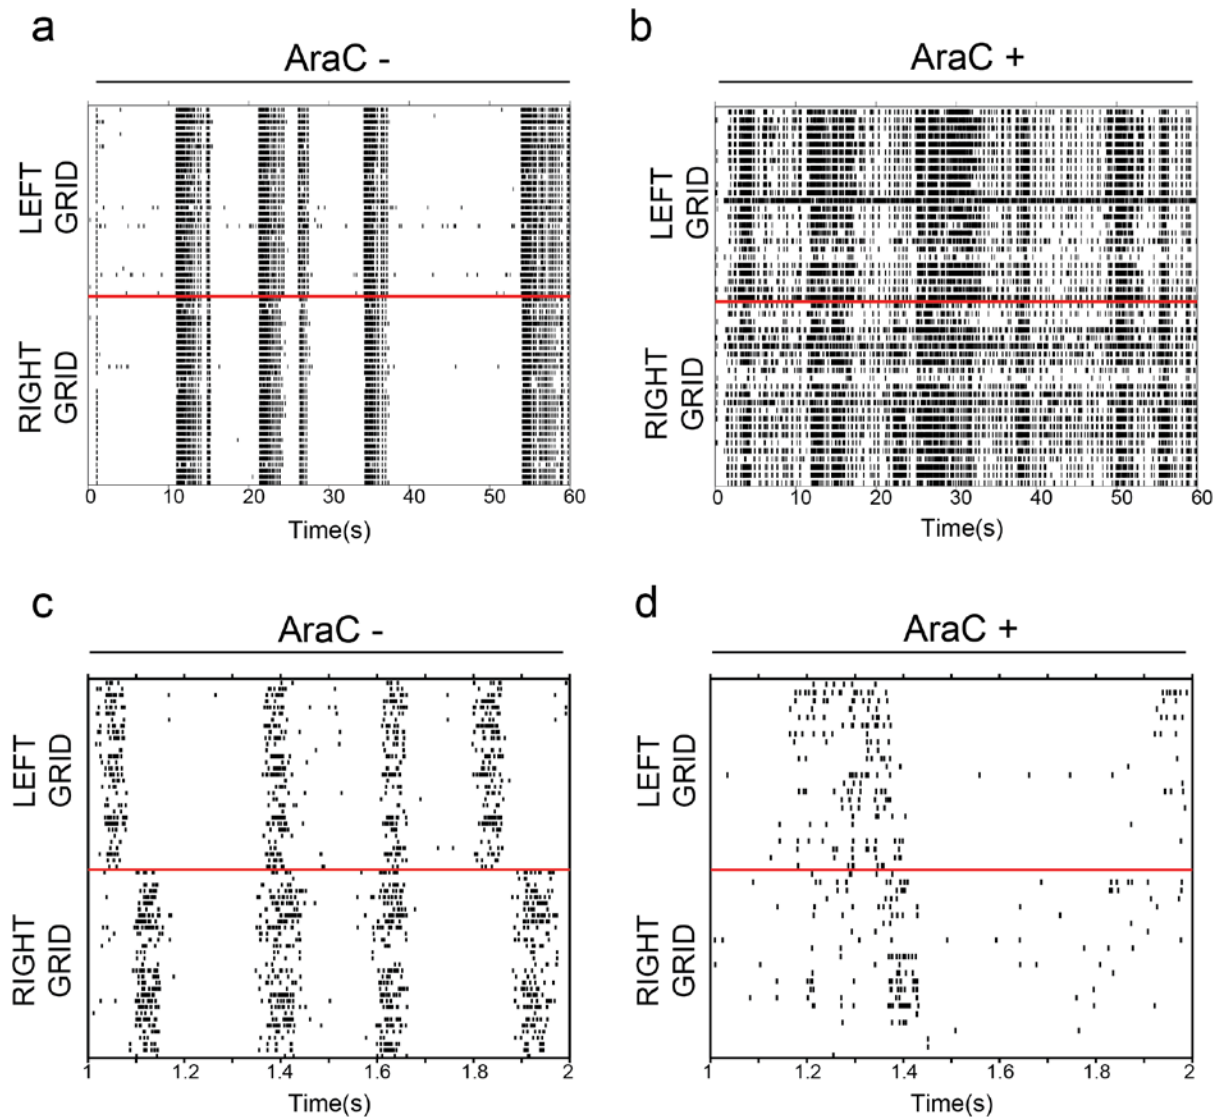 a
AraC -
LEFT
GRID
RIGHT
GRID
0 10 20 30 40 50 60
Time(s)
b
AraC +
LEFT
GRID
RIGHT
GRID
0 10 20 30 40 50 60
Time(s)
c
AraC -
LEFT
GRID
RIGHT
GRID
1 1.2 1.4 1.6 1.8 2
Time(s)
d
AraC +
LEFT
GRID
RIGHT
GRID
1 1.2 1.4 1.6 1.8 2
Time(s)